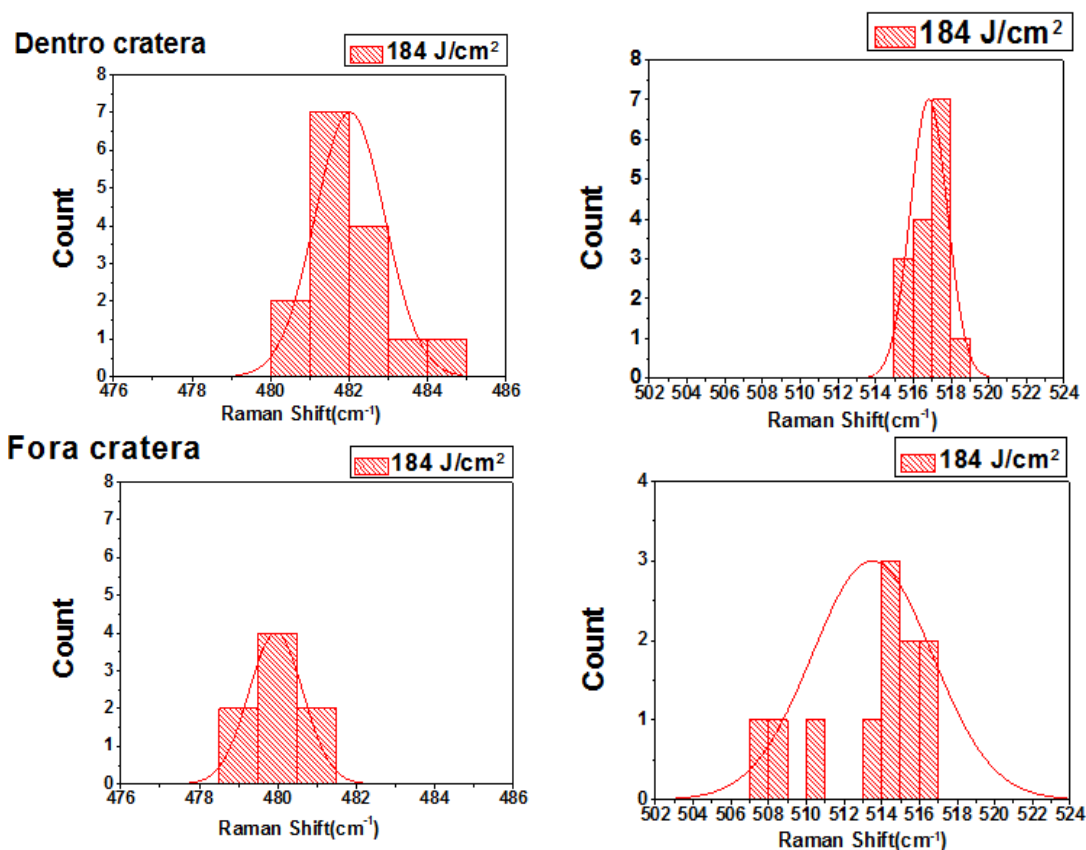 Dentro cratera
184 J/cm²
8
7
6
5
4
3
2
1
0
476 478 480 482 484 486
Raman Shift(cm⁻¹)
Count
184 J/cm²
8
7
6
5
4
3
2
1
0
502 504 506 508 510 512 514 516 518 520 522 524
Raman Shift(cm⁻¹)
Count
Fora cratera
184 J/cm²
8
7
6
5
4
3
2
1
0
476 478 480 482 484 486
Raman Shift(cm⁻¹)
Count
184 J/cm²
4
3
2
1
0
502 504 506 508 510 512 514 516 518 520 522 524
Raman Shift(cm⁻¹)
Count